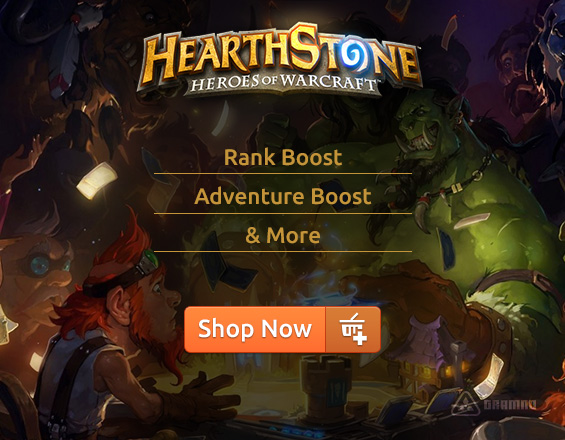 HEARTHSTONE
HEROES OF WARCRAFT
Rank Boost
Adventure Boost
& More
Shop Now